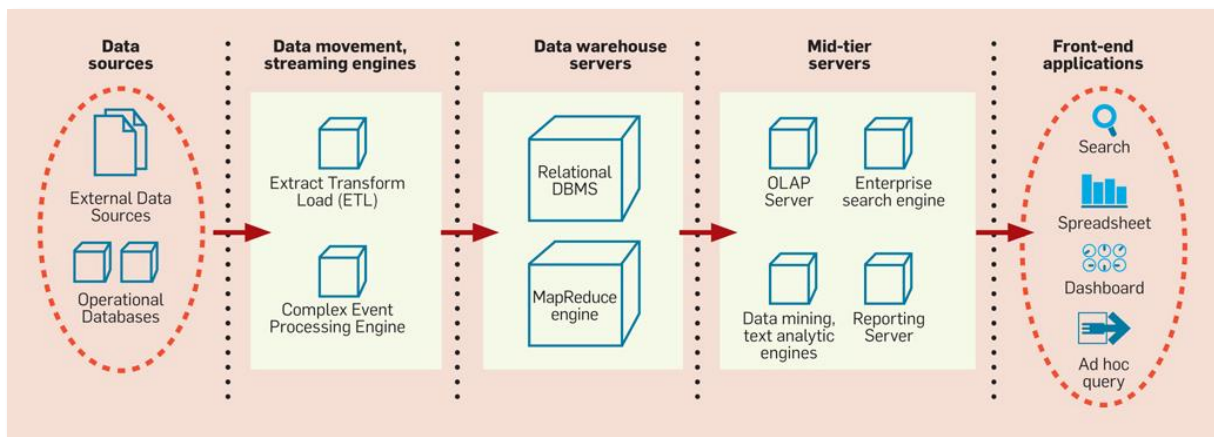 Data
sources
Data movement,
streaming engines
Data warehouse
servers
Mid-tier
servers
Front-end
applications
External Data
Sources
Operational
Databases
Extract Transform
Load (ETL)
Complex Event
Processing Engine
Relational
DBMS
MapReduce
engine
OLAP
Server
Enterprise
search engine
Data mining,
text analytic
engines
Reporting
Server
Search
Spreadsheet
Dashboard
Ad hoc
query